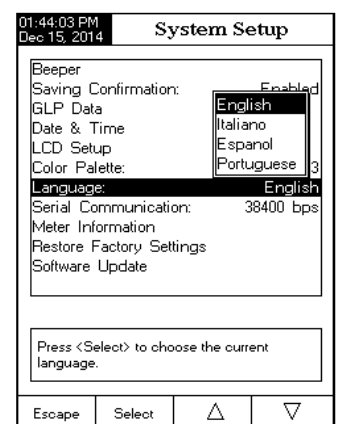 01:44:03 PM
Dec 15, 2014
System Setup
Beeper
Saving Confirmation: Enabled
GLP Data
Date & Time
LCD Setup
Color Palette: 3
English
Italiano
Espanol
Portuguese
Language: English
Serial Communication: 38400 bps
Meter Information
Restore Factory Settings
Software Update
Press <Select> to choose the current
language.
Escape Select △ ▽